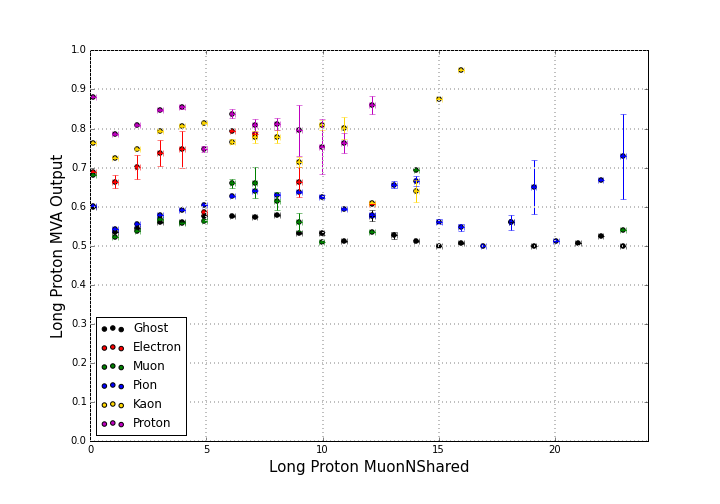 1.0
0.9
0.8
0.7
0.6
0.5
0.4
0.3
0.2
0.1
0.0
Long Proton MVA Output
Ghost
Electron
Muon
Pion
Kaon
Proton
0 5 10 15 20
Long Proton MuonNShared